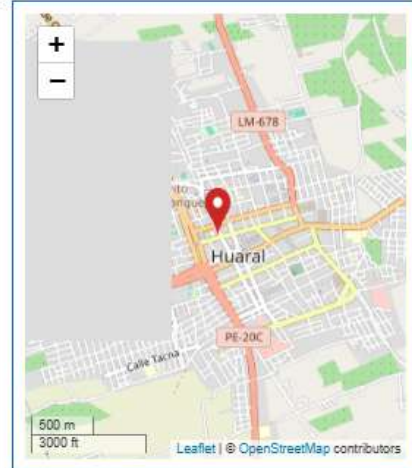 +
−
LM-678
Huaral
PE-20C
Calle Tacna
500 m
3000 ft
Leaflet | © OpenStreetMap contributors